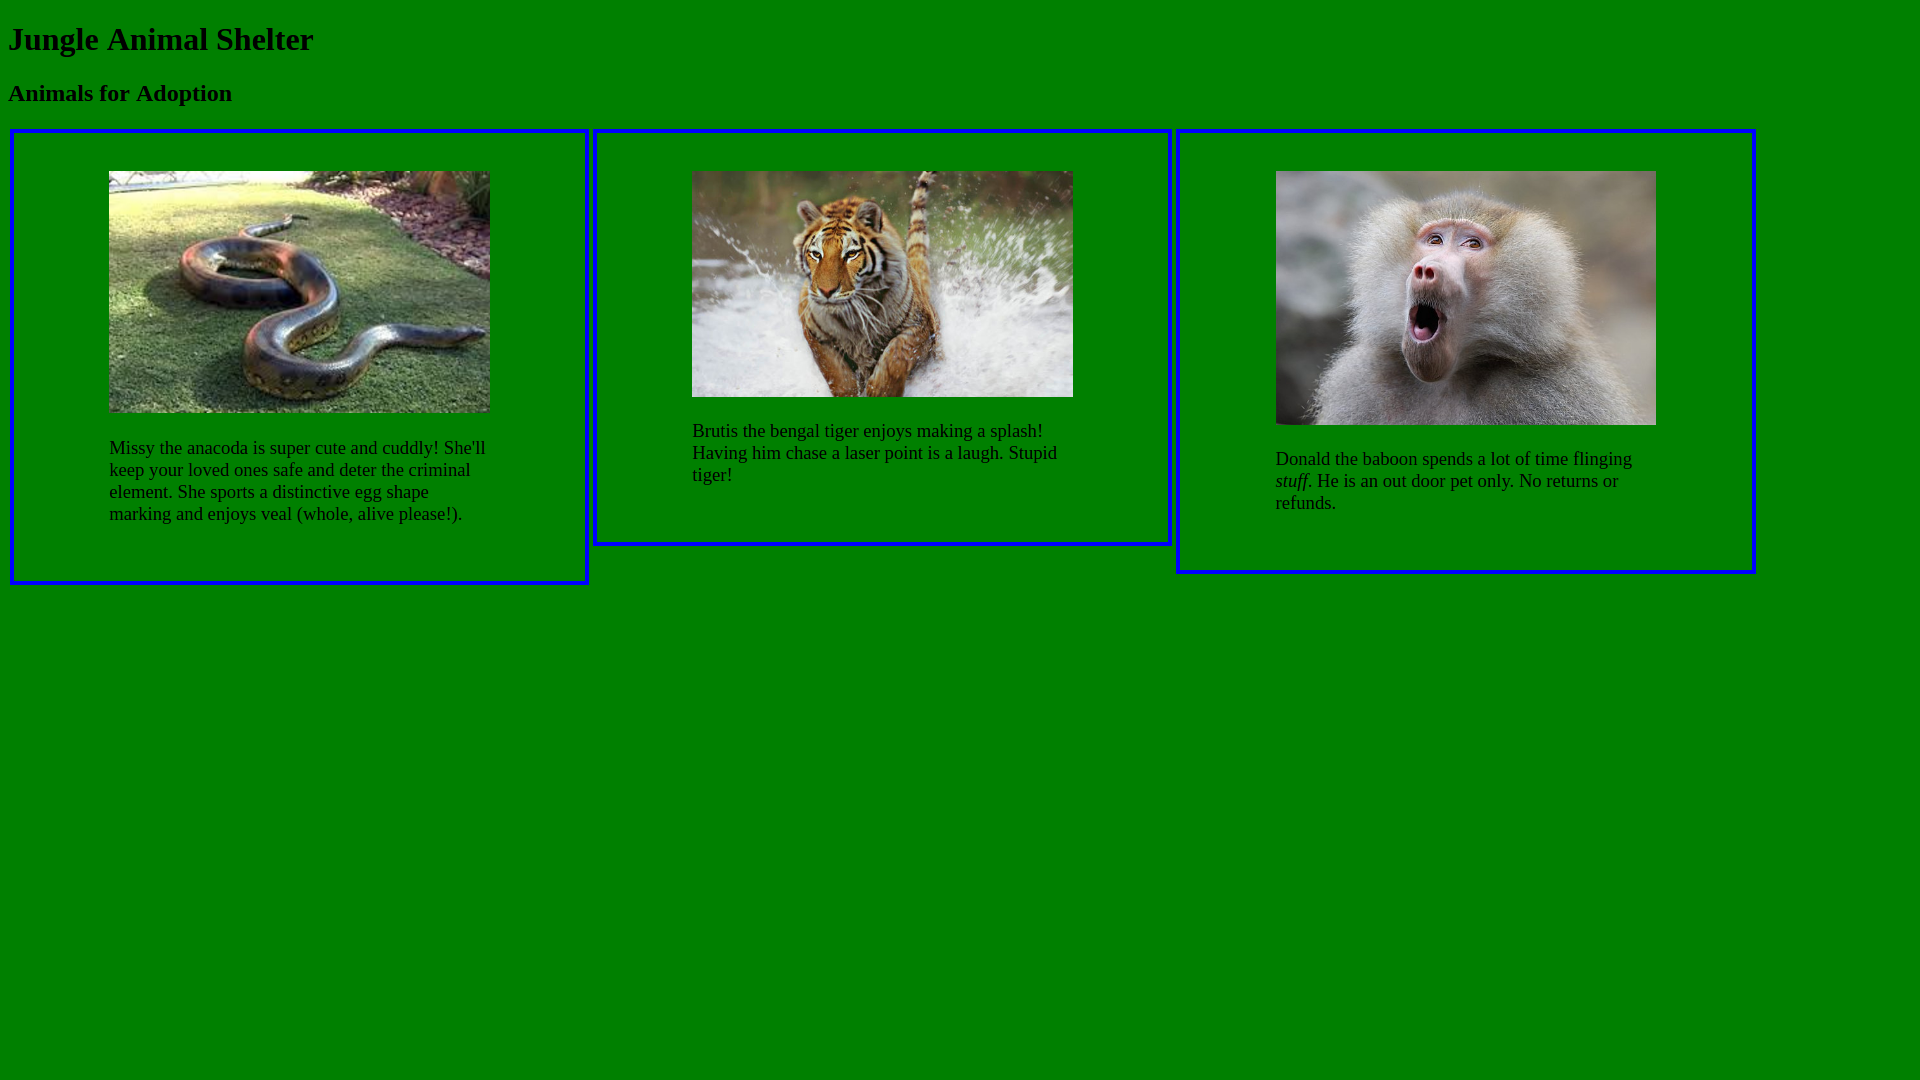 Jungle Animal Shelter
Animals for Adoption
Missy the anacoda is super cute and cuddly! She'll
keep your loved ones safe and deter the criminal
element. She sports a distinctive egg shape
marking and enjoys veal (whole, alive please!).
Brutis the bengal tiger enjoys making a splash!
Having him chase a laser point is a laugh. Stupid
tiger!
Donald the baboon spends a lot of time flinging
stuff. He is an out door pet only. No returns or
refunds.